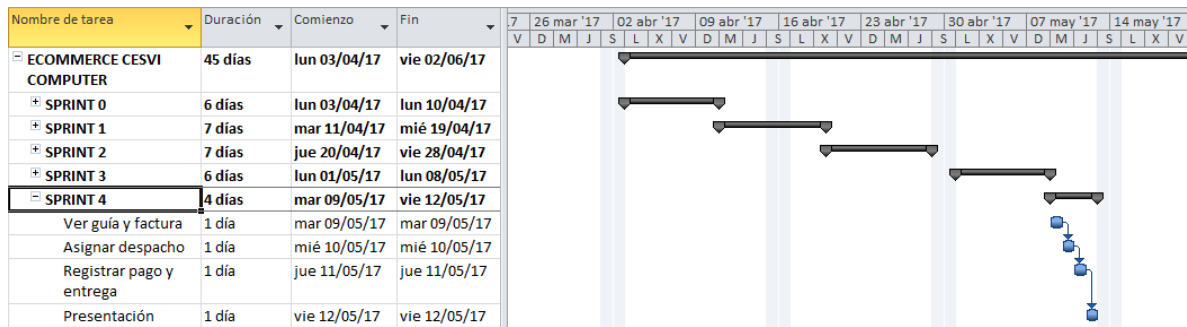 Nombre de tarea Duración Comienzo Fin
17 26 mar '17 02 abr '17 09 abr '17 16 abr '17 23 abr '17 30 abr '17 07 may '17 14 may '17
V D M J S L X V D M J S L X V D M J S L X V D M J S L X V
ECOMMERCE CESVI 45 días lun 03/04/17 vie 02/06/17
COMPUTER
SPRINT 0 6 días lun 03/04/17 lun 10/04/17
SPRINT 1 7 días mar 11/04/17 mié 19/04/17
SPRINT 2 7 días jue 20/04/17 vie 28/04/17
SPRINT 3 6 días lun 01/05/17 lun 08/05/17
SPRINT 4 4 días mar 09/05/17 vie 12/05/17
Ver guía y factura 1 día mar 09/05/17 mar 09/05/17
Asignar despacho 1 día mié 10/05/17 mié 10/05/17
Registrar pago y 1 día jue 11/05/17 jue 11/05/17
entrega
Presentación 1 día vie 12/05/17 vie 12/05/17